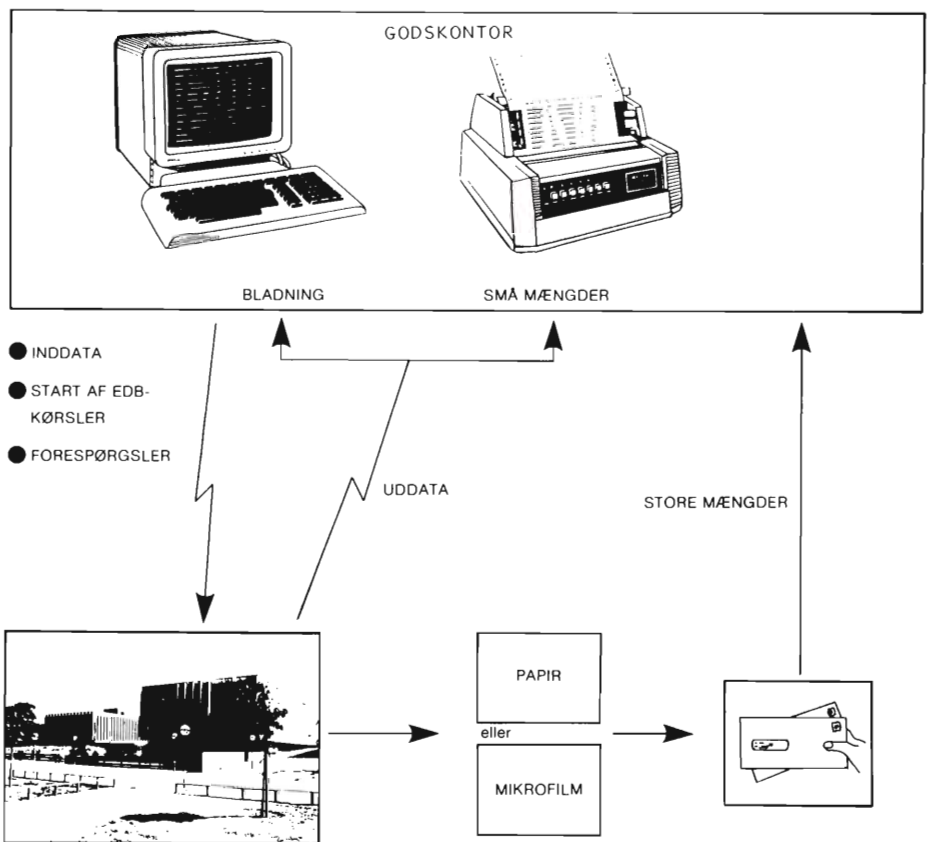 GODSKONTOR
BLADNING
SMÅ MÆNGDER
INDDATA
START AF EDB-
KØRSLER
FORESPØRGSLER
UDDATA
STORE MÆNGDER
PAPIR
eller
MIKROFILM